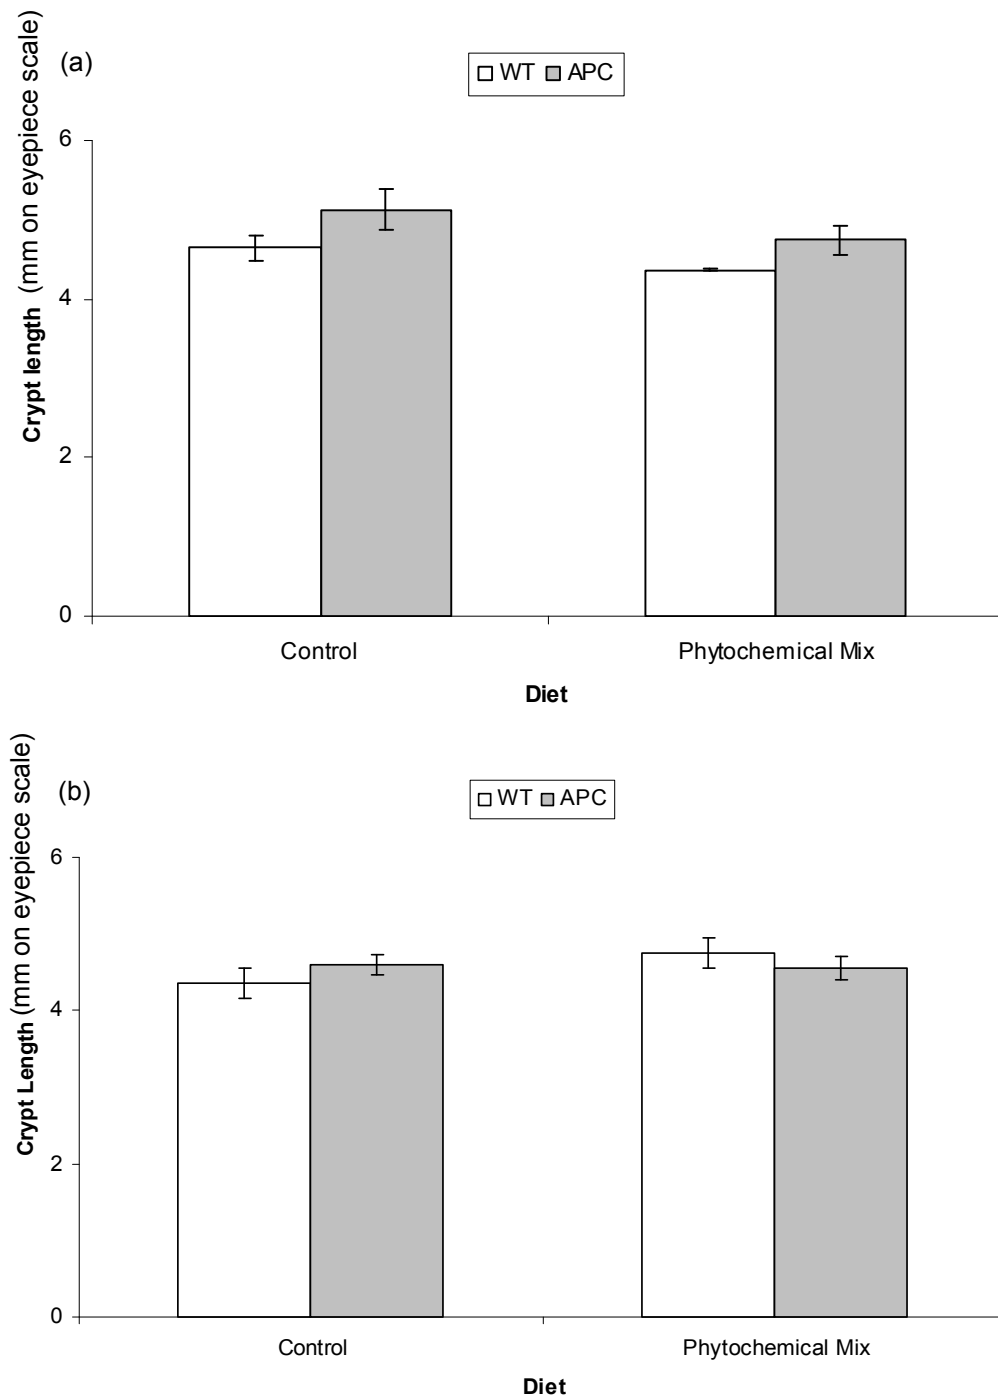 (a)
WT APC
Crypt length (mm on eyepiece scale)
6
4
2
0
Control Phytochemical Mix
Diet
(b)
WT APC
Crypt Length (mm on eyepiece scale)
6
4
2
0
Control Phytochemical Mix
Diet